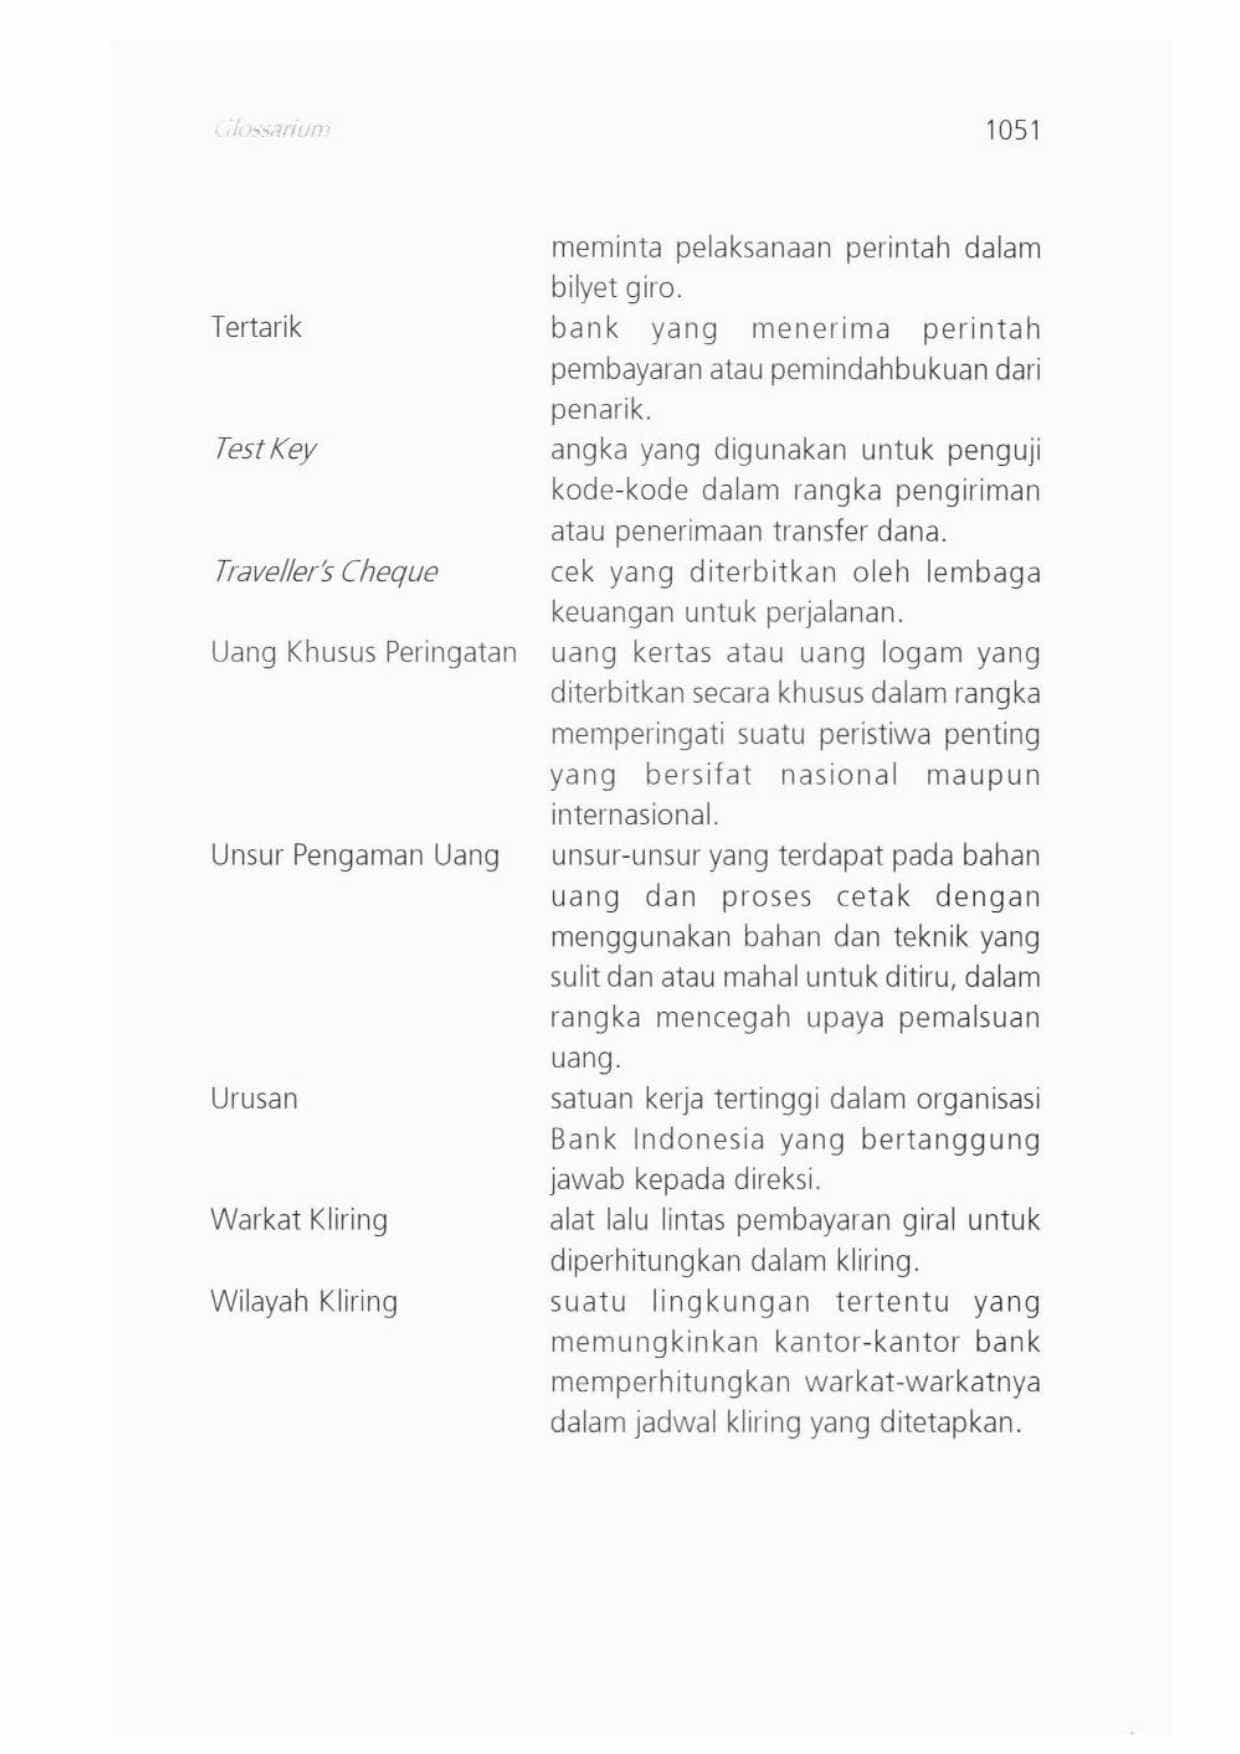 Glossarium 1051
meminta pelaksanaan perintah dalam
bilyet giro.
Tertarik bank yang menerima perintah
pembayaran atau pemindahbukuan dari
penarik.
Test Key angka yang digunakan untuk penguji
kode-kode dalam rangka pengiriman
atau penerimaan transfer dana.
Traveller's Cheque cek yang diterbitkan oleh lembaga
keuangan untuk perjalanan.
Uang Khusus Peringatan uang kertas atau uang logam yang
diterbitkan secara khusus dalam rangka
memperingati suatu peristiwa penting
yang bersifat nasional maupun
internasional.
Unsur Pengaman Uang unsur-unsur yang terdapat pada bahan
uang dan proses cetak dengan
menggunakan bahan dan teknik yang
sulit dan atau mahal untuk ditiru, dalam
rangka mencegah upaya pemalsuan
uang.
Urusan satuan kerja tertinggi dalam organisasi
Bank Indonesia yang bertanggung
jawab kepada direksi.
Warkat Kliring alat lalu lintas pembayaran giral untuk
diperhitungkan dalam kliring.
Wilayah Kliring suatu lingkungan tertentu yang
memungkinkan kantor-kantor bank
memperhitungkan warkat-warkatnya
dalam jadwal kliring yang ditetapkan.